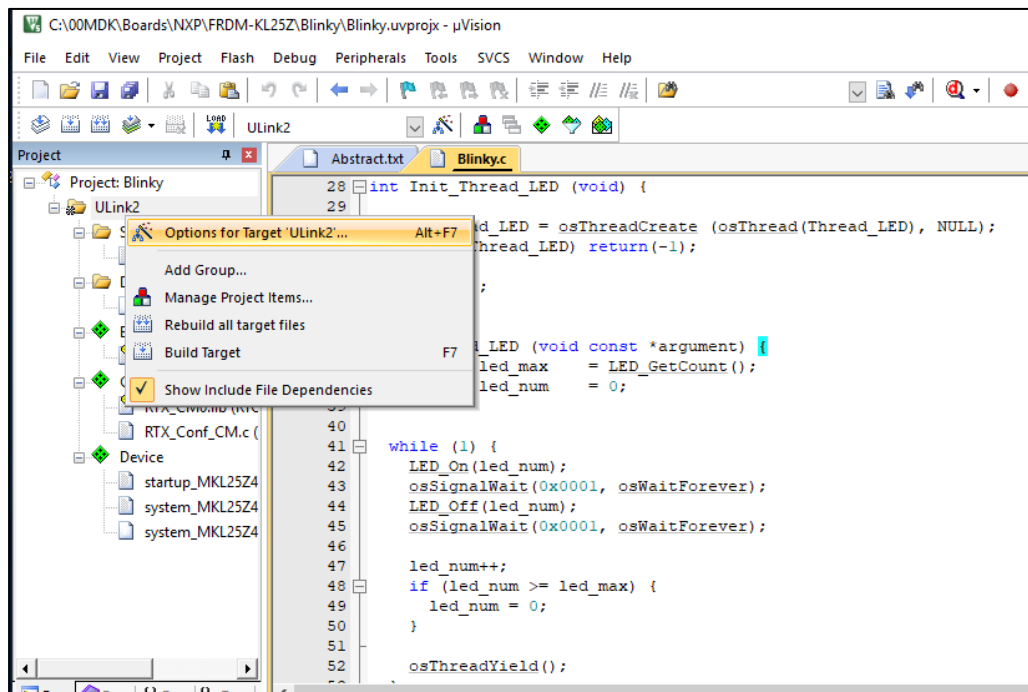 C:\00MDK\Boards\NXP\FRDM-KL25Z\Blinky\Blinky.uvprojx - µVision
File Edit View Project Flash Debug Peripherals Tools SVCS Window Help
LOAD ULink2
Project
Abstract.txt Blinky.c
Project: Blinky
ULink2
Options for Target 'ULink2'... Alt+F7
Add Group...
Manage Project Items...
Rebuild all target files
Build Target F7
Show Include File Dependencies
RTX_Conf_CM.c (
Device
startup_MKL25Z4
system_MKL25Z4
system_MKL25Z4
28 int Init_Thread_LED (void) {
29
d_LED = osThreadCreate (osThread(Thread_LED), NULL);
hread_LED) return(-1);
;
_LED (void const *argument) {
led_max = LED_GetCount();
led_num = 0;
40
41 while (1) {
42 LED_On(led_num);
43 osSignalWait(0x0001, osWaitForever);
44 LED_Off(led_num);
45 osSignalWait(0x0001, osWaitForever);
46
47 led_num++;
48 if (led_num >= led_max) {
49 led_num = 0;
50 }
51
52 osThreadYield();